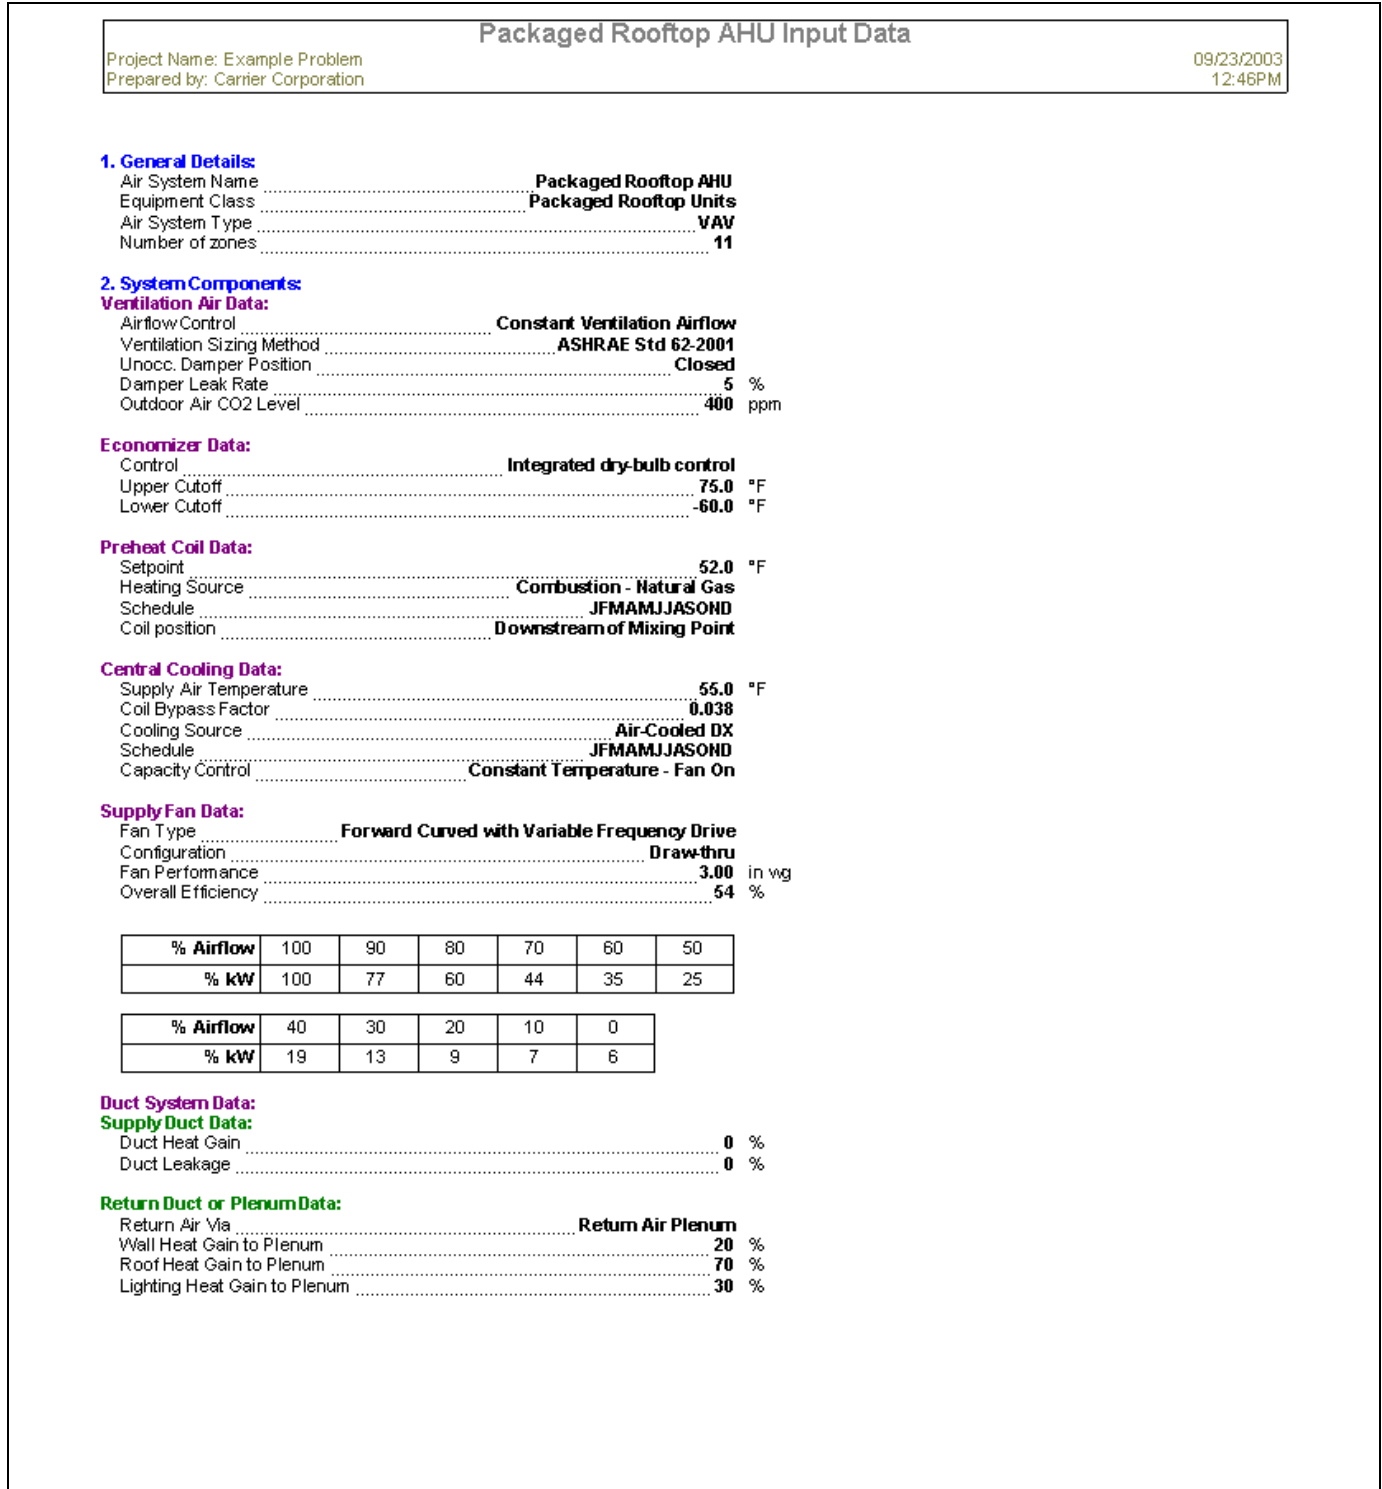 Packaged Rooftop AHU Input Data
Project Name: Example Problem 09/23/2003
Prepared by: Carrier Corporation 12:46PM
1. General Details:
Air System Name Packaged Rooftop AHU
Equipment Class Packaged Rooftop Units
Air System Type VAV
Number of zones 11
2. System Components:
Ventilation Air Data:
Airflow Control Constant Ventilation Airflow
Ventilation Sizing Method ASHRAE Std 62-2001
Unocc. Damper Position Closed
Damper Leak Rate 5 %
Outdoor Air CO2 Level 400 ppm
Economizer Data:
Control Integrated dry-bulb control
Upper Cutoff 75.0 °F
Lower Cutoff -60.0 °F
Preheat Coil Data:
Setpoint 52.0 °F
Heating Source Combustion - Natural Gas
Schedule JFMAMJJASOND
Coil position Downstream of Mixing Point
Central Cooling Data:
Supply Air Temperature 55.0 °F
Coil Bypass Factor 0.038
Cooling Source Air-Cooled DX
Schedule JFMAMJJASOND
Capacity Control Constant Temperature - Fan On
Supply Fan Data:
Fan Type Forward Curved with Variable Frequency Drive
Configuration Draw-thru
Fan Performance 3.00 in wg
Overall Efficiency 54 %
% Airflow 100 90 80 70 60 50
% kW 100 77 60 44 35 25
% Airflow 40 30 20 10 0
% kW 19 13 9 7 6
Duct System Data:
Supply Duct Data:
Duct Heat Gain 0 %
Duct Leakage 0 %
Return Duct or Plenum Data:
Return Air Via Return Air Plenum
Wall Heat Gain to Plenum 20 %
Roof Heat Gain to Plenum 70 %
Lighting Heat Gain to Plenum 30 %